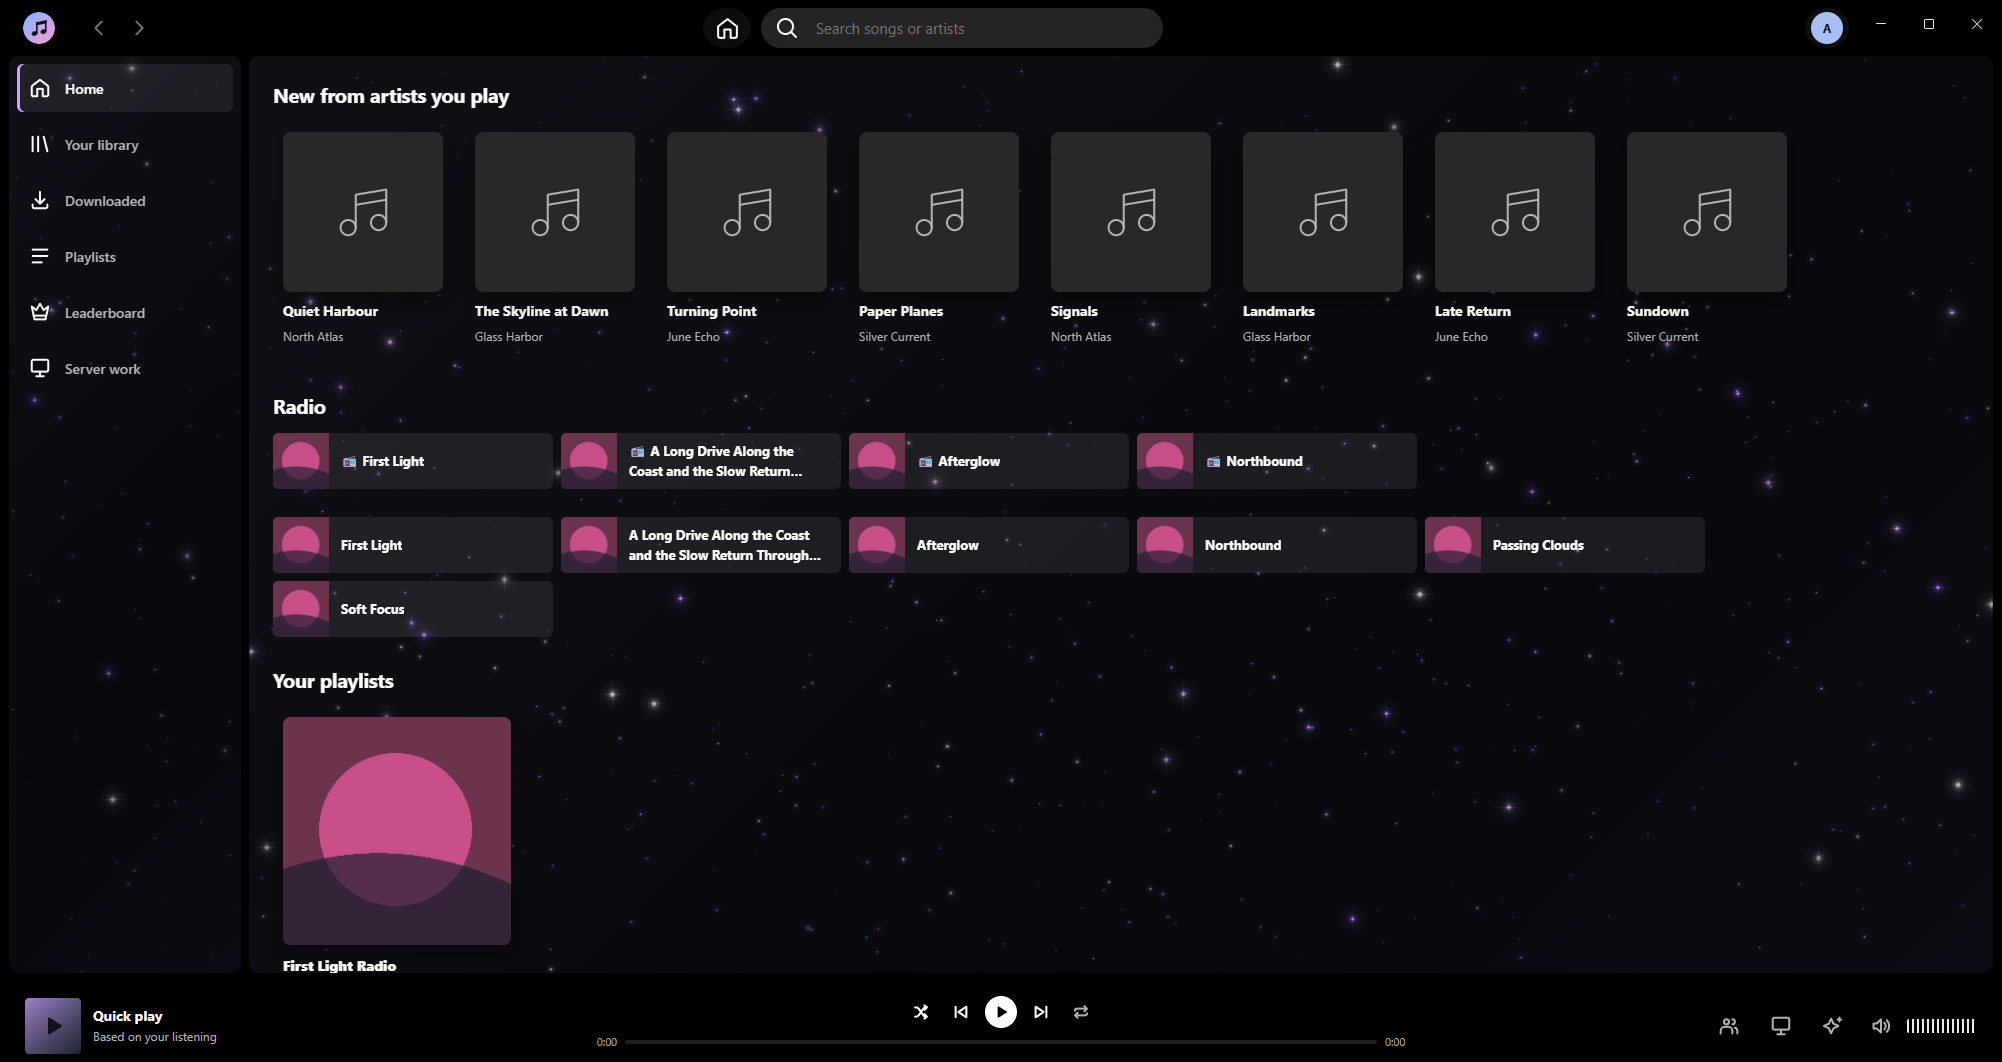 Search songs or artists
A
Home
Your library
Downloaded
Playlists
Leaderboard
Server work
New from artists you play
Quiet Harbour
North Atlas
The Skyline at Dawn
Glass Harbor
Turning Point
June Echo
Paper Planes
Silver Current
Signals
North Atlas
Landmarks
Glass Harbor
Late Return
June Echo
Sundown
Silver Current
Radio
📻 First Light
📻 A Long Drive Along the
Coast and the Slow Return...
📻 Afterglow
📻 Northbound
First Light
A Long Drive Along the Coast
and the Slow Return Through...
Afterglow
Northbound
Passing Clouds
Soft Focus
Your playlists
First Light Radio
Quick play
Based on your listening
0:00
0:00